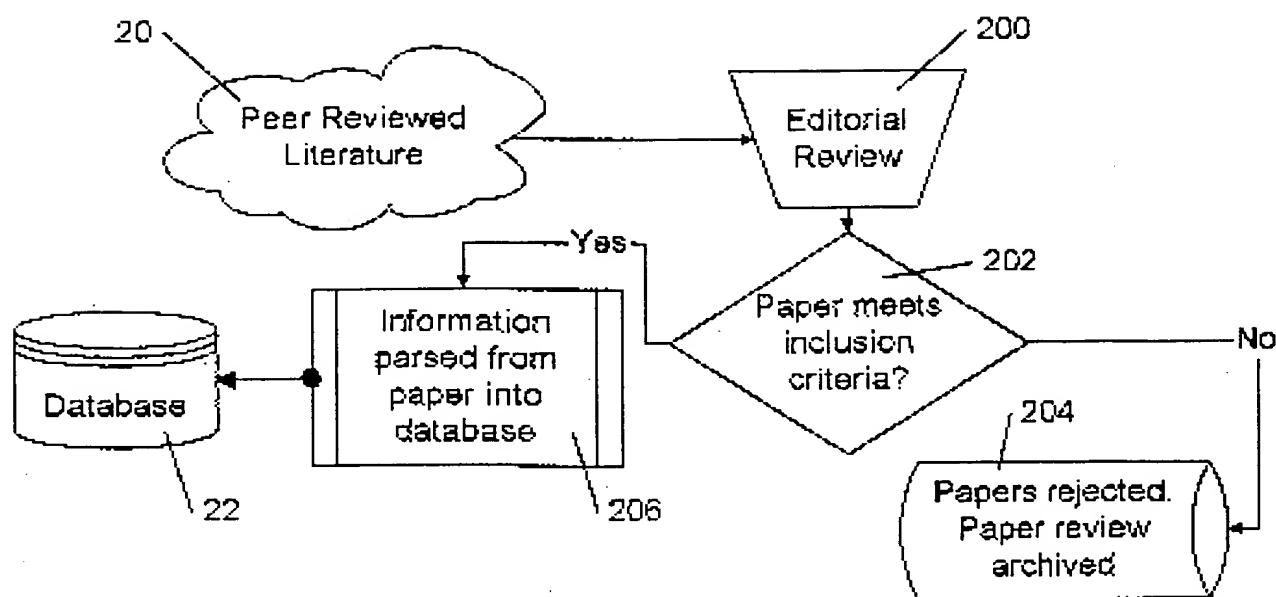 20
200
Peer Reviewed
Literature
Editorial
Review
Yes
202
Paper meets
inclusion
criteria?
No
Information
parsed from
paper into
database
Database
204
Papers rejected.
Paper review
archived
22
206